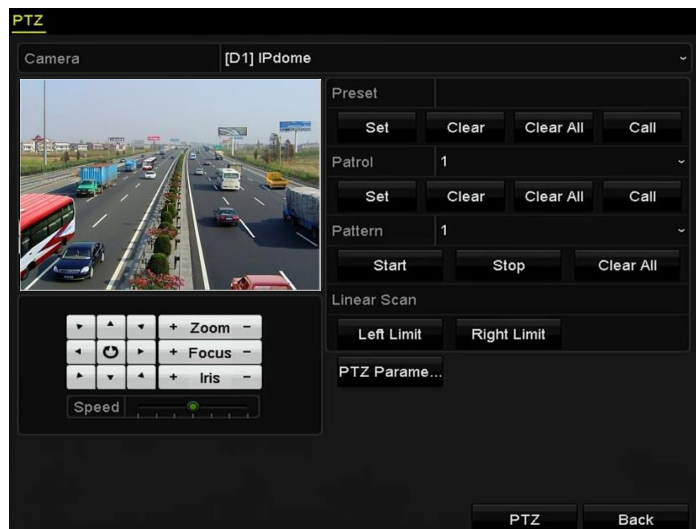 PTZ
Camera [D1] IPdome
Preset
Set Clear Clear All Call
Patrol 1
Set Clear Clear All Call
Pattern 1
Start Stop Clear All
Linear Scan
Left Limit Right Limit
PTZ Parame...
+ Zoom −
+ Focus −
+ Iris −
Speed
PTZ Back